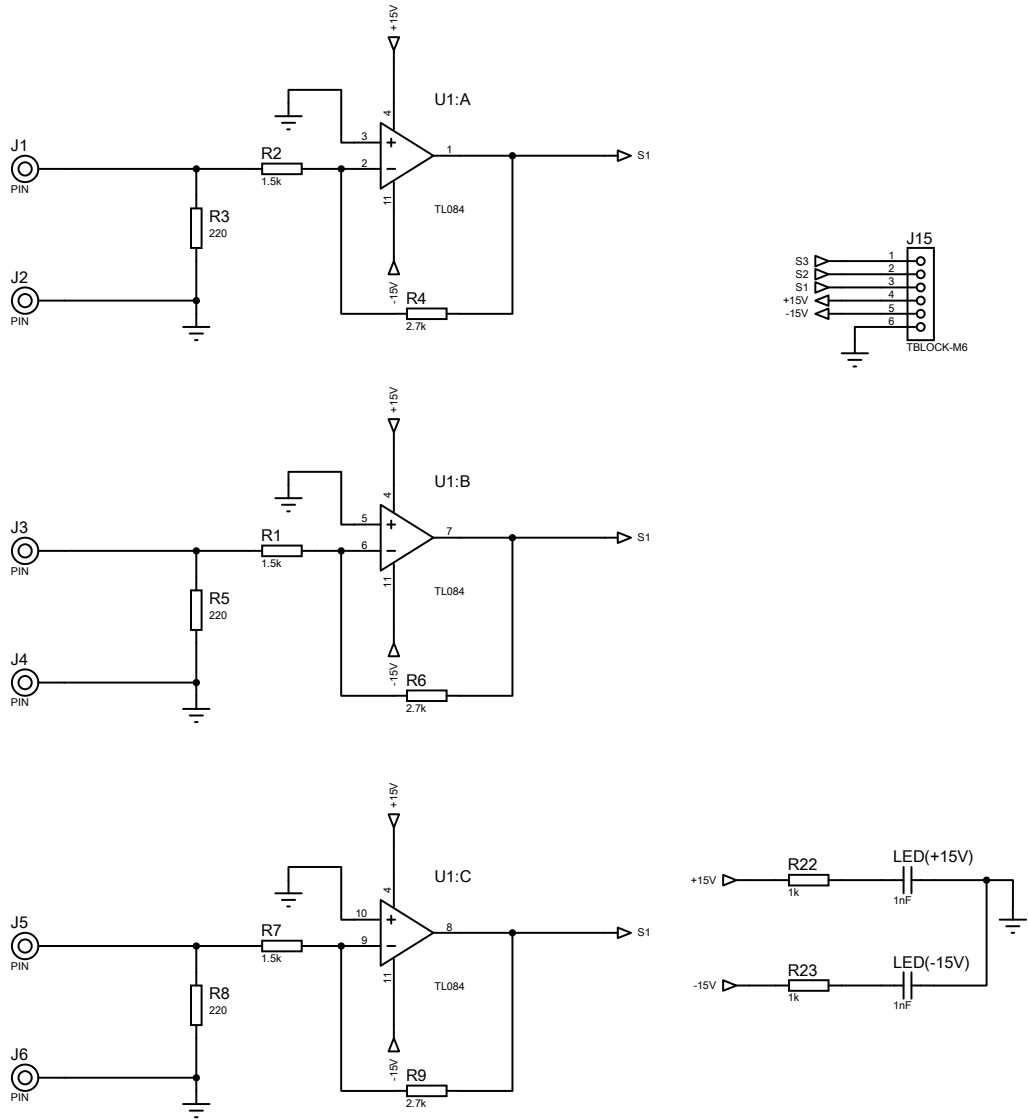 +15V
U1:A
4
3
2
1
11
TL084
-15V
J1
PIN
R2
1.5k
R3
220
J2
PIN
R4
2.7k
S1
J15
S3
1
S2
2
S1
3
+15V
4
-15V
5
6
TBLOCK-M6
+15V
U1:B
4
5
6
7
11
TL084
-15V
J3
PIN
R1
1.5k
R5
220
J4
PIN
R6
2.7k
S1
+15V
U1:C
4
10
9
8
11
TL084
-15V
J5
PIN
R7
1.5k
R8
220
J6
PIN
R9
2.7k
S1
+15V
R22
1k
LED(+15V)
1nF
-15V
R23
1k
LED(-15V)
1nF